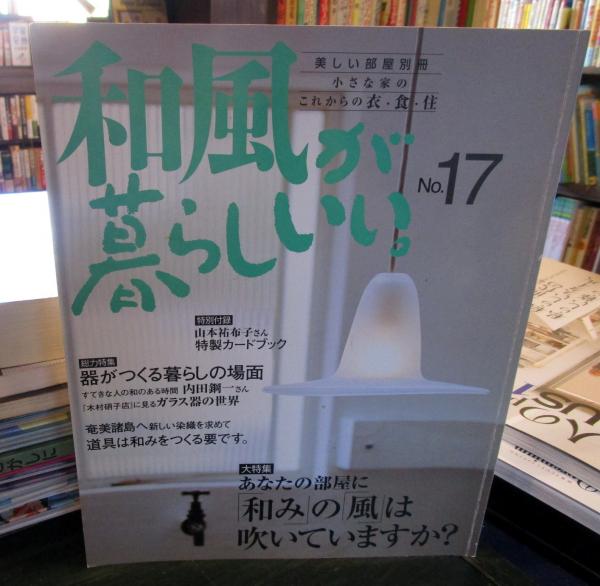 美しい部屋別冊
小さな家の
これからの衣・食・住
和風が
暮らしいい。
No.17
特別付録
山本祐布子さん
特製カードブック
総力特集
器がつくる暮らしの場面
すてきな人の和のある時間 内田鋼一さん
「木村硝子店」に見るガラス器の世界
奄美諸島へ新しい染織を求めて
道具は和みをつくる要です。
大特集
あなたの部屋に
「和み」の「風」は
吹いていますか?